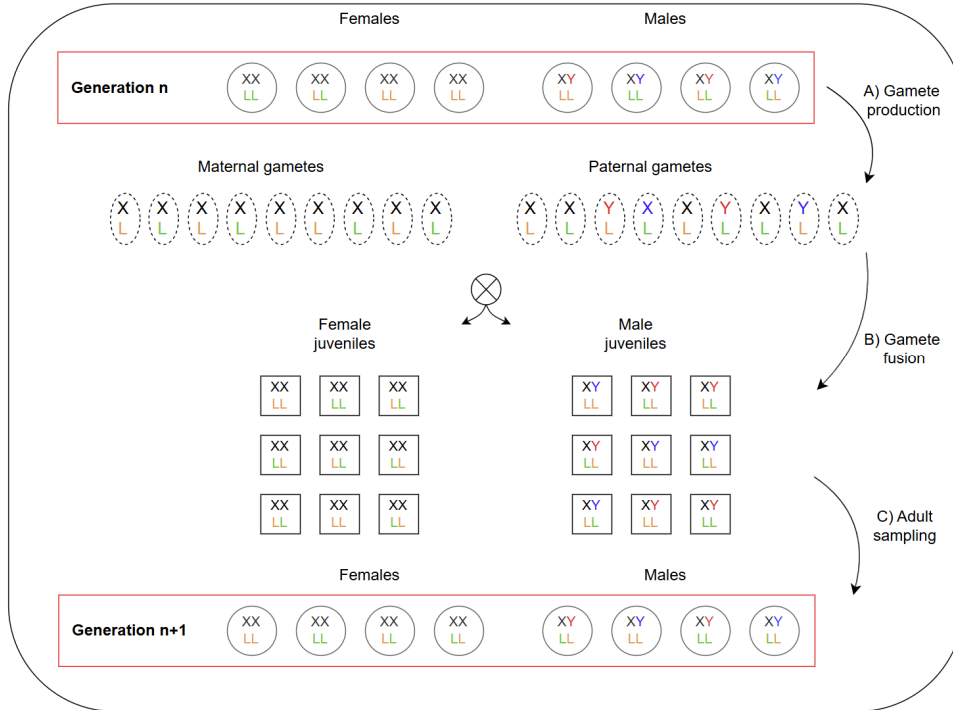 Females Males
Generation n
XX XX XX XX XY XY XY XY
LL LL LL LL LL LL LL LL
A) Gamete
production
Maternal gametes Paternal gametes
X X X X X X X X X X X Y X X Y X Y X
L L L L L L L L L L L L L L L L L L
Female
juveniles
Male
juveniles
B) Gamete
fusion
XX XX XX XY XY XY
LL LL LL LL LL LL
XX XX XX XY XY XY
LL LL LL LL LL LL
XX XX XX XY XY XY
LL LL LL LL LL LL
C) Adult
sampling
Females Males
Generation n+1
XX XX XX XX XY XY XY XY
LL LL LL LL LL LL LL LL